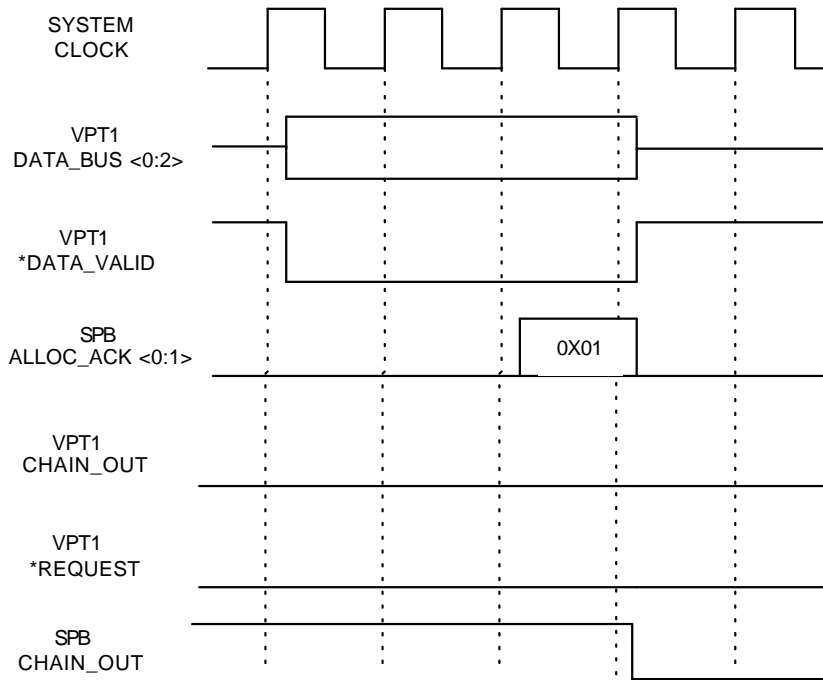 SYSTEM
CLOCK
VPT1
DATA_BUS <0:2>
VPT1
*DATA_VALID
SPB
ALLOC_ACK <0:1>
0X01
VPT1
CHAIN_OUT
VPT1
*REQUEST
SPB
CHAIN_OUT